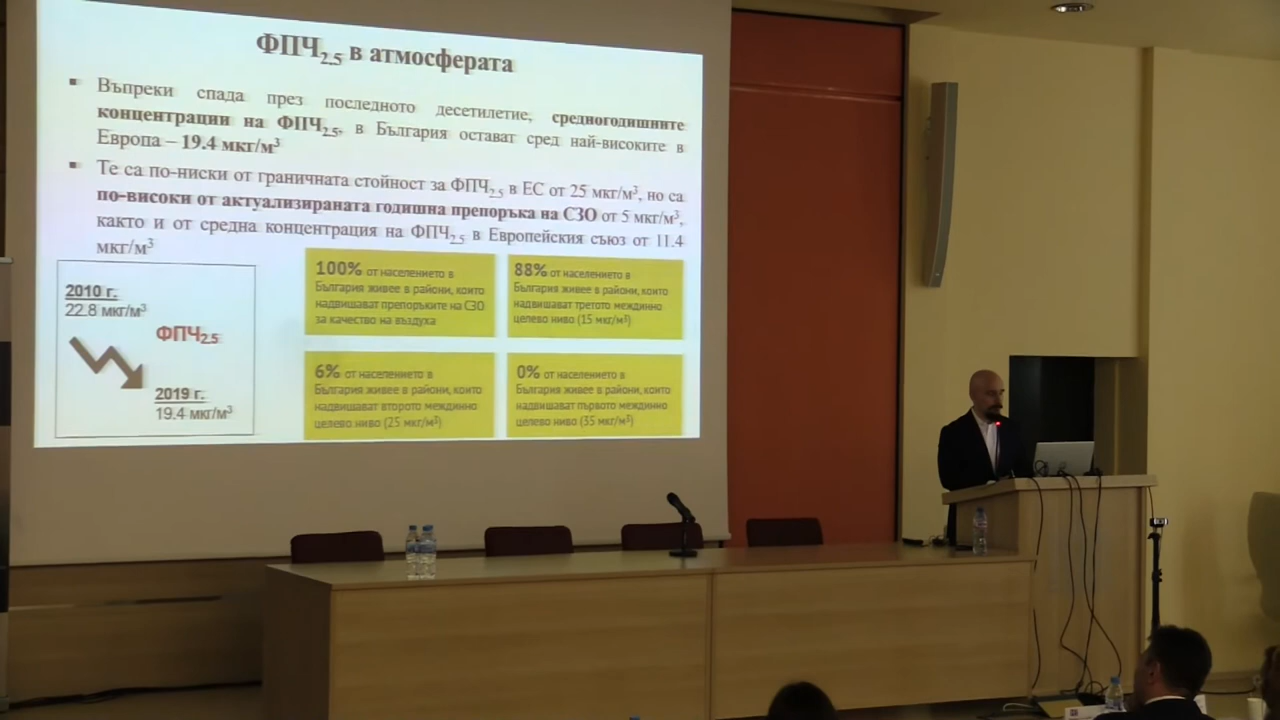 ФПЧ2.5 в атмосферата
▪ Въпреки спада през последното десетилетие, средногодишните
концентрации на ФПЧ2.5, в България остават сред най-високите в
Европа – 19.4 мкг/м³
▪ Те са по-ниски от граничната стойност за ФПЧ2.5 в ЕС от 25 мкг/м³, но са
по-високи от актуализираната годишна препоръка на СЗО от 5 мкг/м³,
както и от средна концентрация на ФПЧ2.5 в Европейския съюз от 11.4
мкг/м³
2010 г.
22.8 мкг/м³
ФПЧ2.5
2019 г.
19.4 мкг/м³
100% от населението в
България живее в райони, които
надвишават препоръките на СЗО
за качество на въздуха
88% от населението в
България живее в райони, които
надвишават третото междинно
целево ниво (15 мкг/м³)
6% от населението в
България живее в райони, които
надвишават второто междинно
целево ниво (25 мкг/м³)
0% от населението в
България живее в райони, които
надвишават първото междинно
целево ниво (35 мкг/м³)